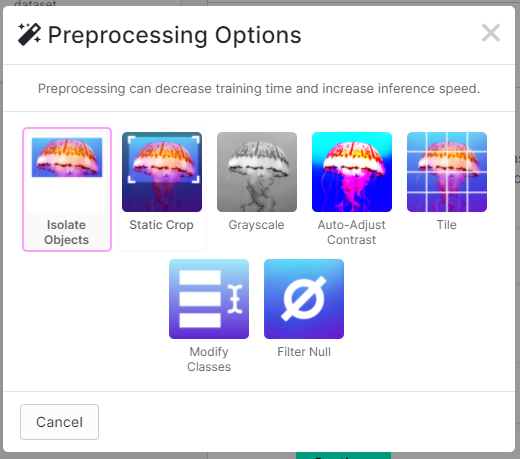 dataset
Preprocessing Options
Preprocessing can decrease training time and increase inference speed.
Isolate
Objects
Static Crop
Grayscale
Auto-Adjust
Contrast
Tile
Modify
Classes
Filter Null
Cancel